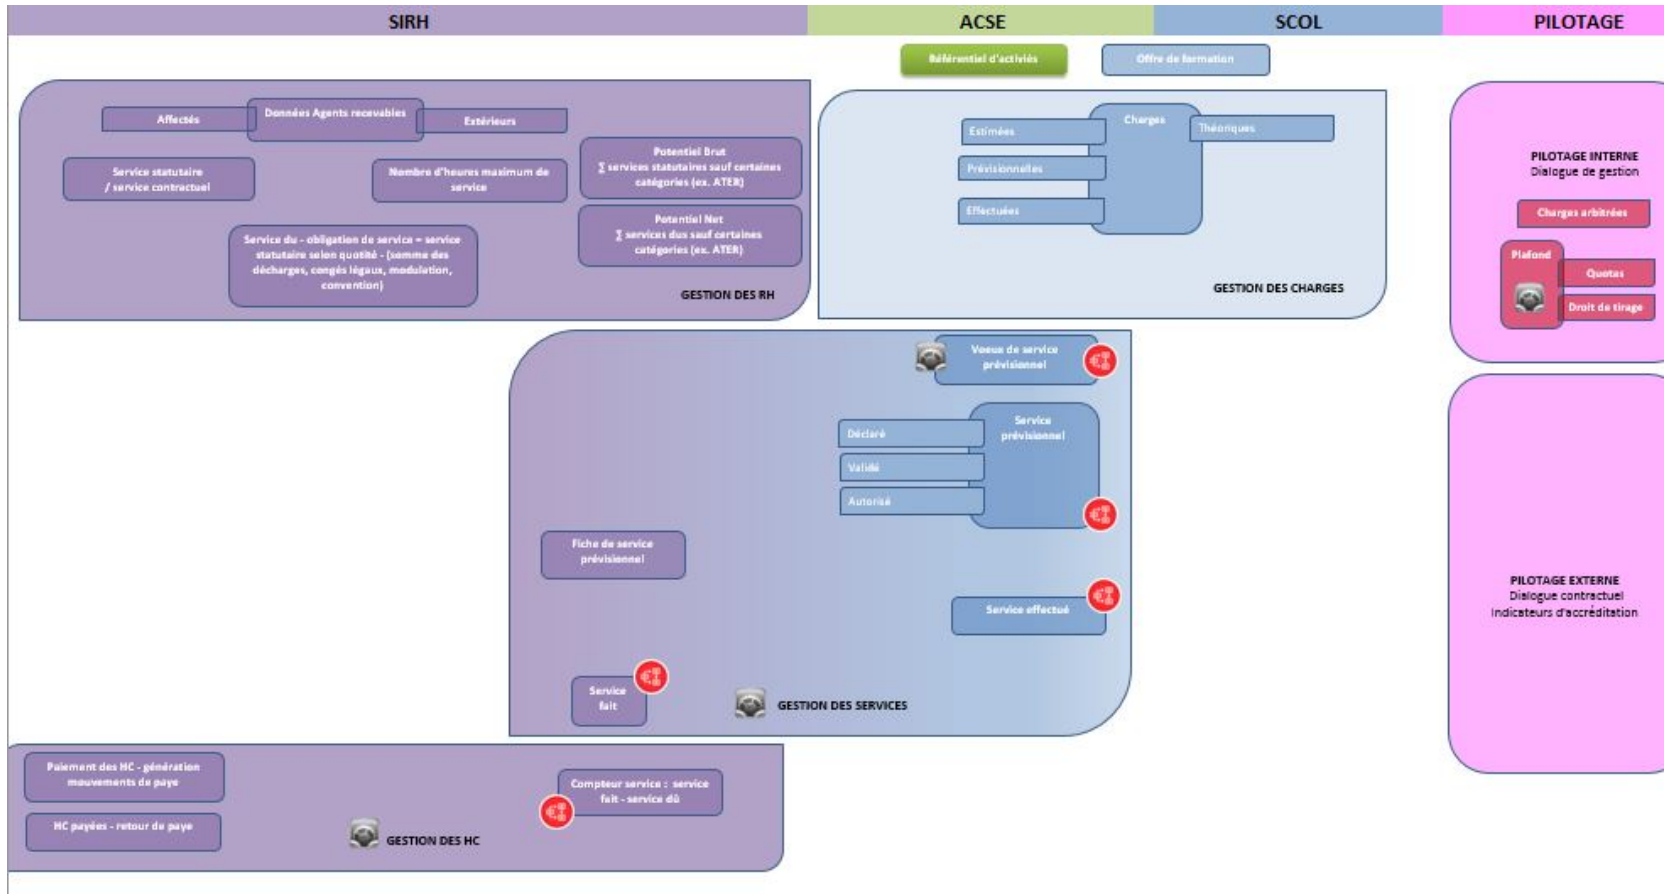 SIRH
ACSE
SCOL
PILOTAGE
Référentiel d'activiés
Offre de formation
Affectés
Données Agents recevables
Extérieurs
Service statutaire
/ service contractuel
Nombre d'heures maximum de
service
Potentiel Brut
∑ services statutaires sauf certaines
catégories (ex. ATER)
Potentiel Net
∑ services dus sauf certaines
catégories (ex. ATER)
Service du - obligation de service = service
statutaire selon quotité - (somme des
décharges, congés légaux, modulation,
convention)
GESTION DES RH
Charges
Estimées
Théoriques
Prévisionnelles
Effectuées
GESTION DES CHARGES
PILOTAGE INTERNE
Dialogue de gestion
Charges arbitrées
Plafond
Quotas
Droit de tirage
Voeux de service
prévisionnel
Service
prévisionnel
Déclaré
Validé
Autorisé
Fiche de service
prévisionnel
Service effectué
Service
fait
GESTION DES SERVICES
PILOTAGE EXTERNE
Dialogue contractuel
Indicateurs d'accréditation
Paiement des HC - génération
mouvements de paye
HC payées - retour de paye
Compteur service : service
fait - service dû
GESTION DES HC